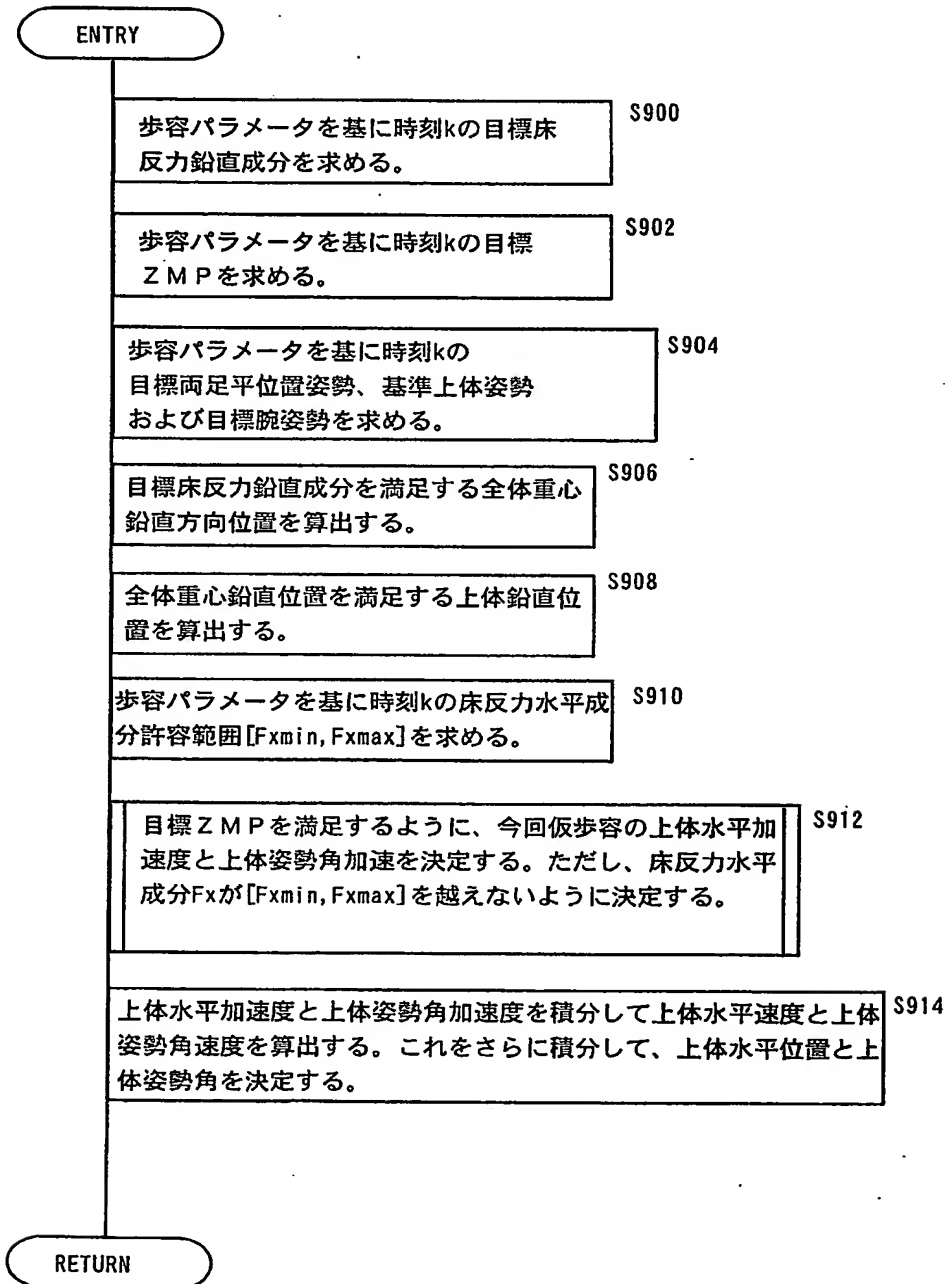 ENTRY
S900
歩容パラメータを基に時刻kの目標床
反力鉛直成分を求める。
S902
歩容パラメータを基に時刻kの目標
ＺＭＰを求める。
S904
歩容パラメータを基に時刻kの
目標両足平位置姿勢、基準上体姿勢
および目標腕姿勢を求める。
S906
目標床反力鉛直成分を満足する全体重心
鉛直方向位置を算出する。
S908
全体重心鉛直位置を満足する上体鉛直位
置を算出する。
S910
歩容パラメータを基に時刻kの床反力水平成
分許容範囲[Fxmin,Fxmax]を求める。
S912
目標ＺＭＰを満足するように、今回仮歩容の上体水平加
速度と上体姿勢角加速を決定する。ただし、床反力水平
成分Fxが[Fxmin,Fxmax]を越えないように決定する。
S914
上体水平加速度と上体姿勢角加速度を積分して上体水平速度と上体
姿勢角速度を算出する。これをさらに積分して、上体水平位置と上
体姿勢角を決定する。
RETURN